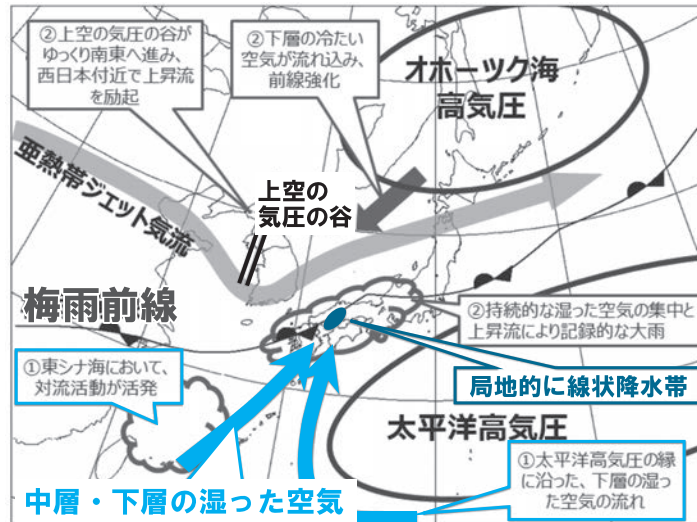 ②上空の気圧の谷が
ゆっくり南東へ進み、
西日本付近で上昇流
を励起
②下層の冷たい
空気が流れ込み、
前線強化
オホーツク海
高気圧
亜熱帯ジェット気流
上空の
気圧の谷
梅雨前線
②持続的な湿った空気の集中と
上昇流により記録的な大雨
①東シナ海において、
対流活動が活発
局地的に線状降水帯
太平洋高気圧
中層・下層の湿った空気
①太平洋高気圧の縁
に沿った、下層の湿っ
た空気の流れ